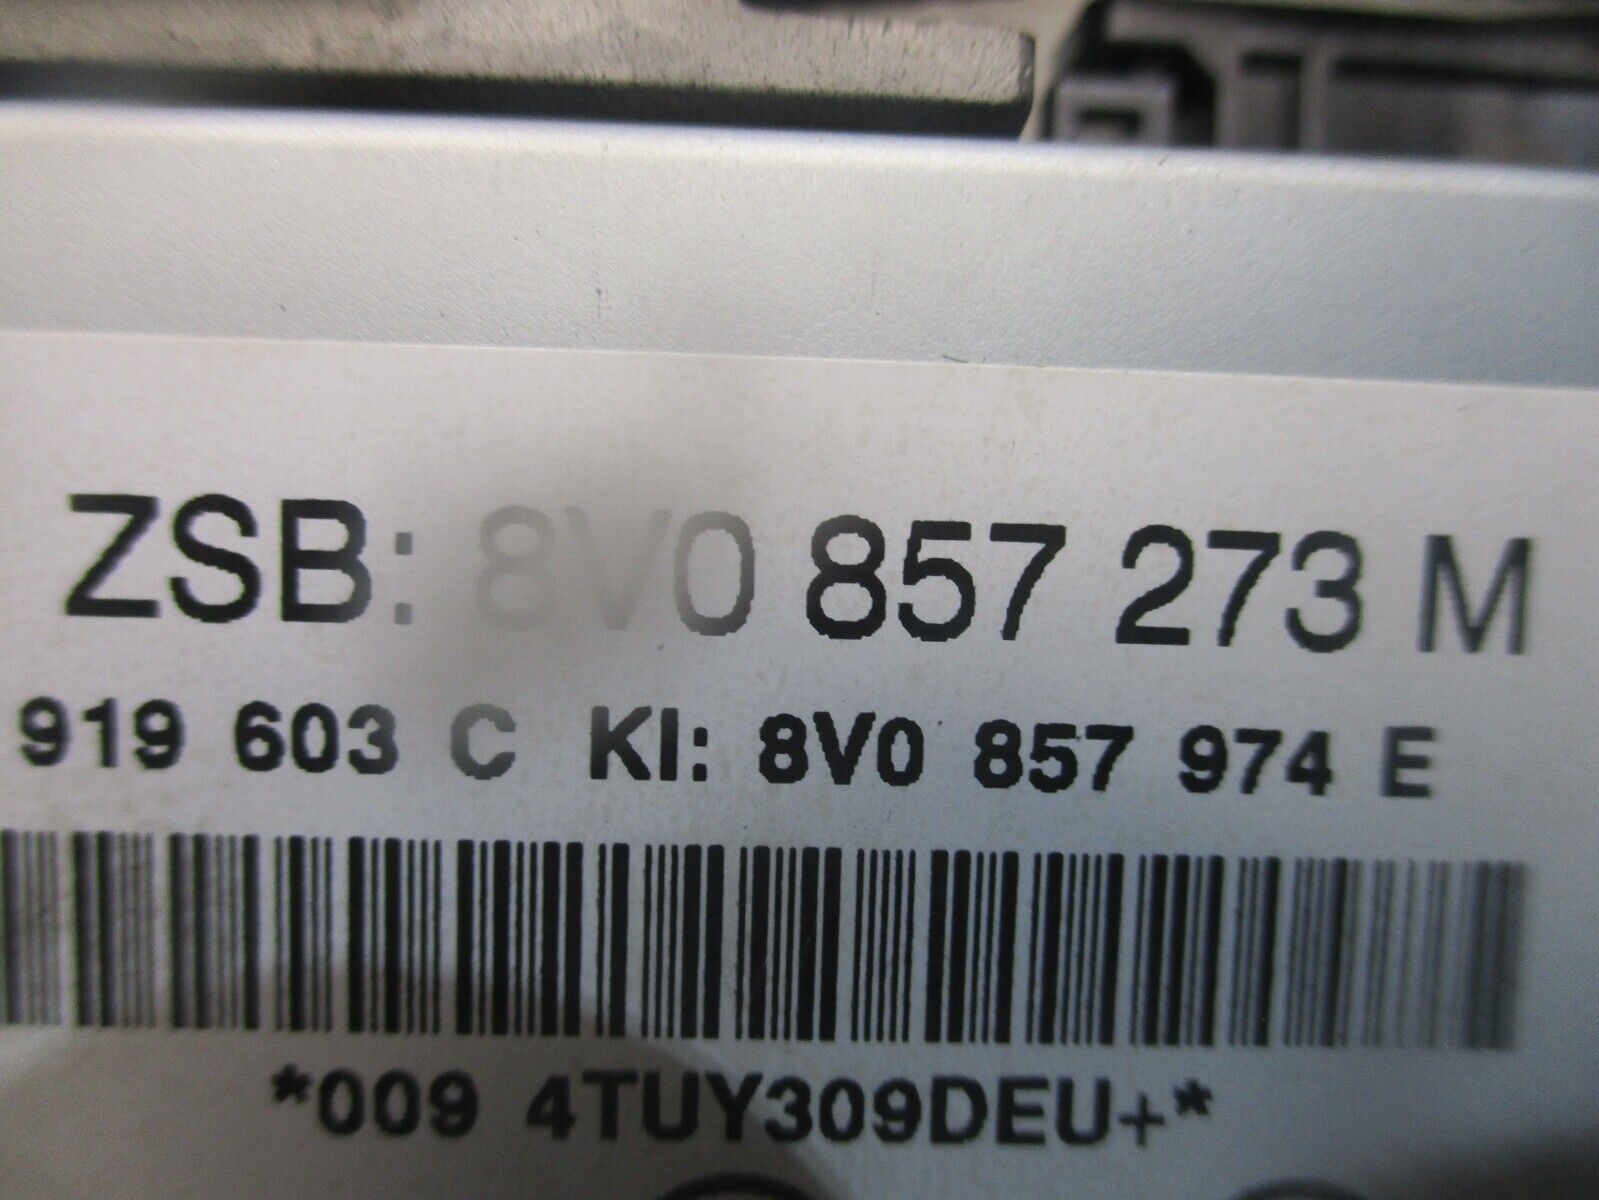 ZSB: 8V0 857 273 M
919 603 C KI: 8V0 857 974 E
*009 4TUY309DEU+*